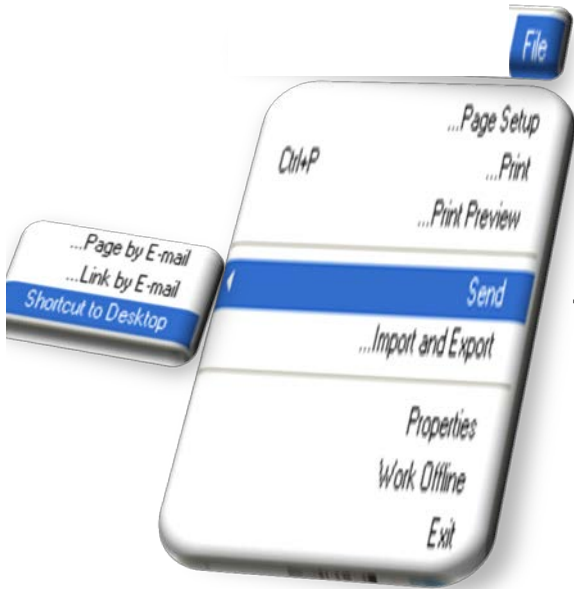 File
...Page Setup
Ctrl+P ...Print
...Print Preview
Send
...Import and Export
Properties
Work Offline
Exit
...Page by E-mail
...Link by E-mail
Shortcut to Desktop